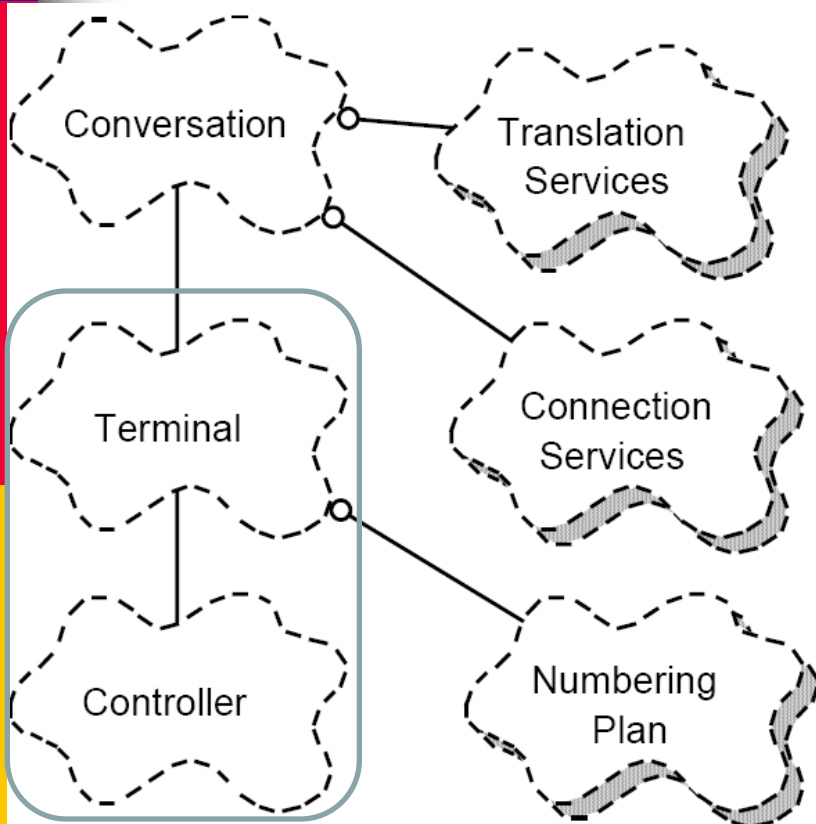 Conversation
Translation
Services
Terminal
Connection
Services
Controller
Numbering
Plan